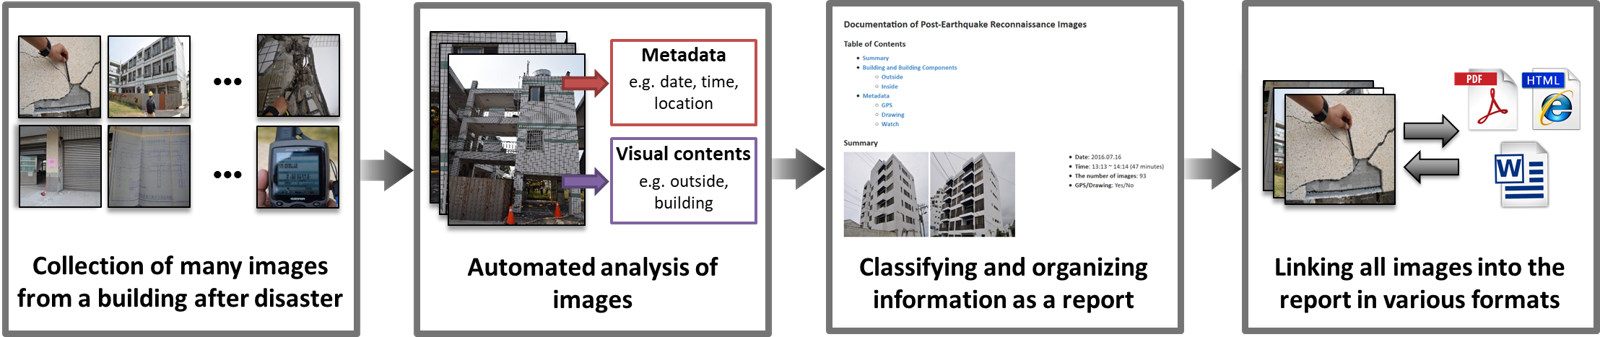 Collection of many images
from a building after disaster
Metadata
e.g. date, time,
location
Visual contents
e.g. outside,
building
Automated analysis of
images
Documentation of Post-Earthquake Reconnaissance Images
Table of Contents
Summary
Building and Building Components
Outside
Inside
Metadata
GPS
Drawing
Watch
Summary
Date: 2016.07.16
Time: 13:13 ~ 14:14 (47 minutes)
The number of images: 93
GPS/Drawing: Yes/No
Classifying and organizing
information as a report
PDF
HTML
W
Linking all images into the
report in various formats